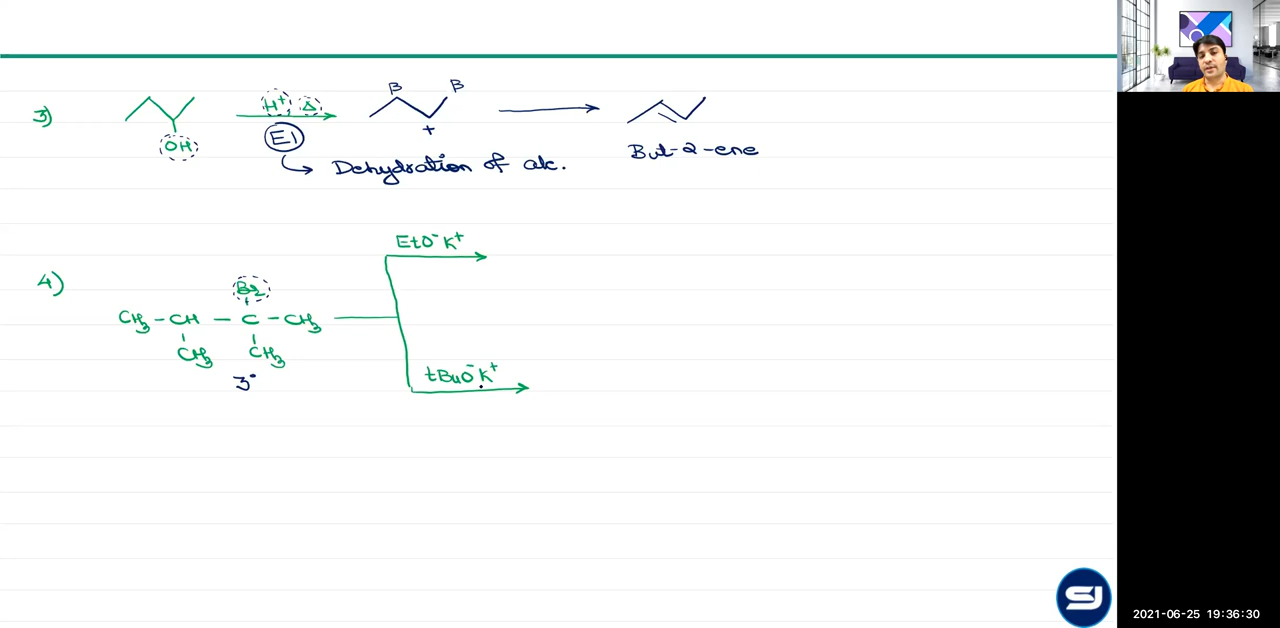 3) OH H⁺ Δ β β + But-2-ene
E1
Dehydration of alc.
EtO⁻K⁺
4) Br
CH₃-CH-C-CH₃
CH₃ CH₃
3°
tBuO⁻K⁺
SJ
2021-06-25 19:36:30